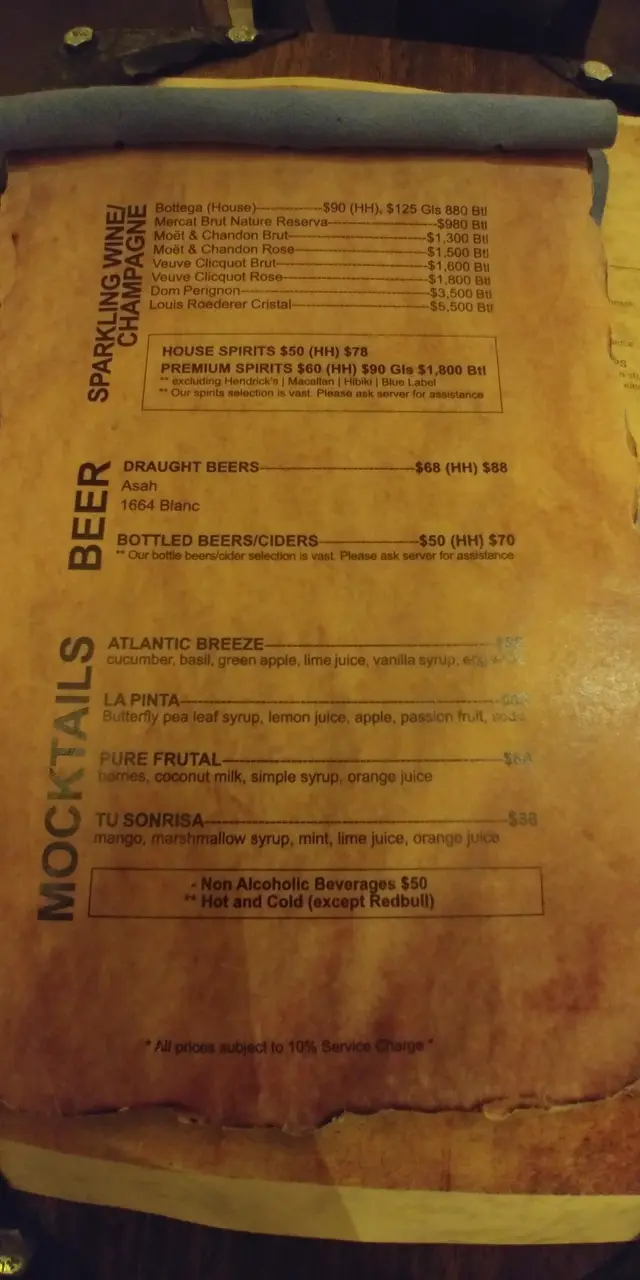 SPARKLING WINE/
CHAMPAGNE
Bottega (House)---$90 (HH), $125 Gls 880 Btl
Mercat Brut Nature Reserva---$980 Btl
Moët & Chandon Brut---$1,300 Btl
Moët & Chandon Rose---$1,500 Btl
Veuve Clicquot Brut---$1,600 Btl
Veuve Clicquot Rose---$1,800 Btl
Dom Perignon---$3,500 Btl
Louis Roederer Cristal---$5,500 Btl
HOUSE SPIRITS $50 (HH) $78
PREMIUM SPIRITS $60 (HH) $90 Gls $1,800 Btl
** excluding Hendrick's | Macallan | Hibiki | Blue Label
** Our spirits selection is vast. Please ask server for assistance
BEER
DRAUGHT BEERS---$68 (HH) $88
Asahi
1664 Blanc
BOTTLED BEERS/CIDERS---$50 (HH) $70
** Our bottle beers/cider selection is vast. Please ask server for assistance
MOCKTAILS
ATLANTIC BREEZE---
cucumber, basil, green apple, lime juice, vanilla syrup,
LA PINTA---
Butterfly pea leaf syrup, lemon juice, apple, passion fruit, soda
PURE FRUTAL---
berries, coconut milk, simple syrup, orange juice
TU SONRISA---
mango, marshmallow syrup, mint, lime juice, orange juice
- Non Alcoholic Beverages $50
** Hot and Cold (except Redbull)
* All prices subject to 10% Service Charge *